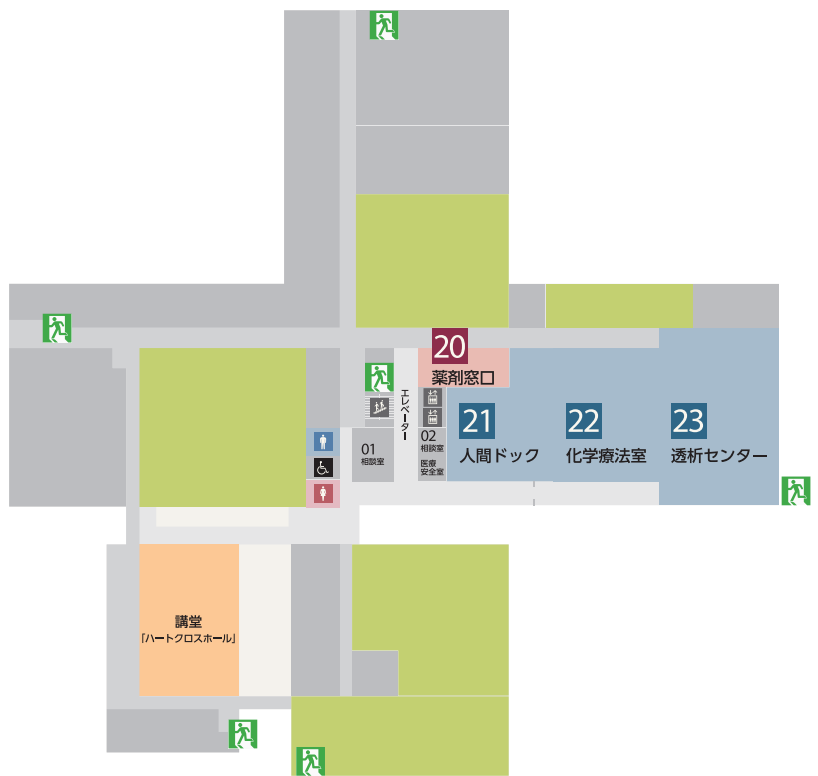 20
薬剤窓口
エレベーター
21
人間ドック
22
化学療法室
23
透析センター
01
相談室
02
相談室
医療
安全室
講堂
「ハートクロスホール」